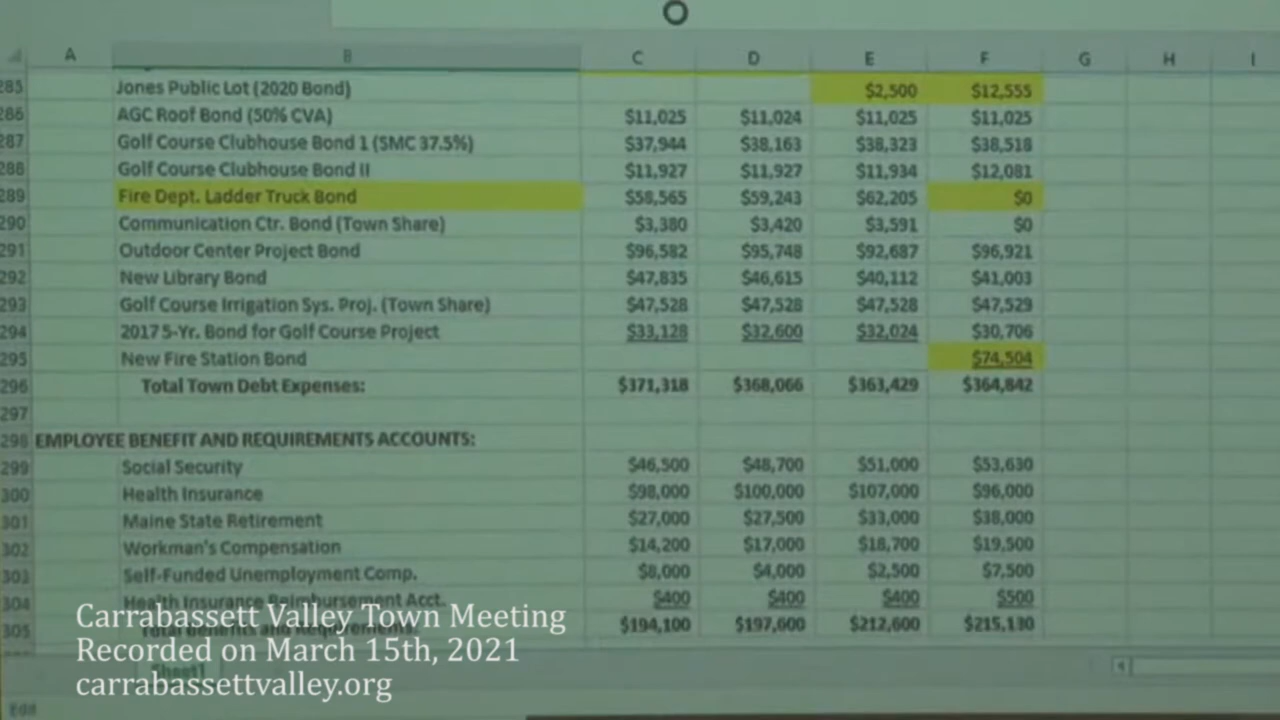 A B C D E F G H I
285 Jones Public Lot (2020 Bond) $2,500 $12,555
286 AGC Roof Bond (50% CVA) $11,025 $11,024 $11,025 $11,025
287 Golf Course Clubhouse Bond 1 (SMC 37.5%) $37,944 $38,163 $38,323 $38,518
288 Golf Course Clubhouse Bond II $11,927 $11,927 $11,934 $12,081
289 Fire Dept. Ladder Truck Bond $58,565 $59,243 $62,205 $0
290 Communication Ctr. Bond (Town Share) $3,380 $3,420 $3,591 $0
291 Outdoor Center Project Bond $96,582 $95,748 $92,687 $96,921
292 New Library Bond $47,835 $46,615 $40,112 $41,003
293 Golf Course Irrigation Sys. Proj. (Town Share) $47,528 $47,528 $47,528 $47,529
294 2017 5-Yr. Bond for Golf Course Project $33,128 $32,600 $32,024 $30,706
295 New Fire Station Bond $74,504
296 Total Town Debt Expenses: $371,318 $368,066 $363,429 $364,842
297
298 EMPLOYEE BENEFIT AND REQUIREMENTS ACCOUNTS:
299 Social Security $46,500 $48,700 $51,000 $53,630
300 Health Insurance $98,000 $100,000 $107,000 $96,000
301 Maine State Retirement $27,000 $27,500 $33,000 $38,000
302 Workman's Compensation $14,200 $17,000 $18,700 $19,500
303 Self-Funded Unemployment Comp. $8,000 $4,000 $2,500 $7,500
304 Health Insurance Reimbursement Acct. $400 $400 $400 $500
305 Total Benefits and Requirements: $194,100 $197,600 $212,600 $215,130
Carrabassett Valley Town Meeting
Recorded on March 15th, 2021
carrabassettvalley.org
Sheet1
Edit